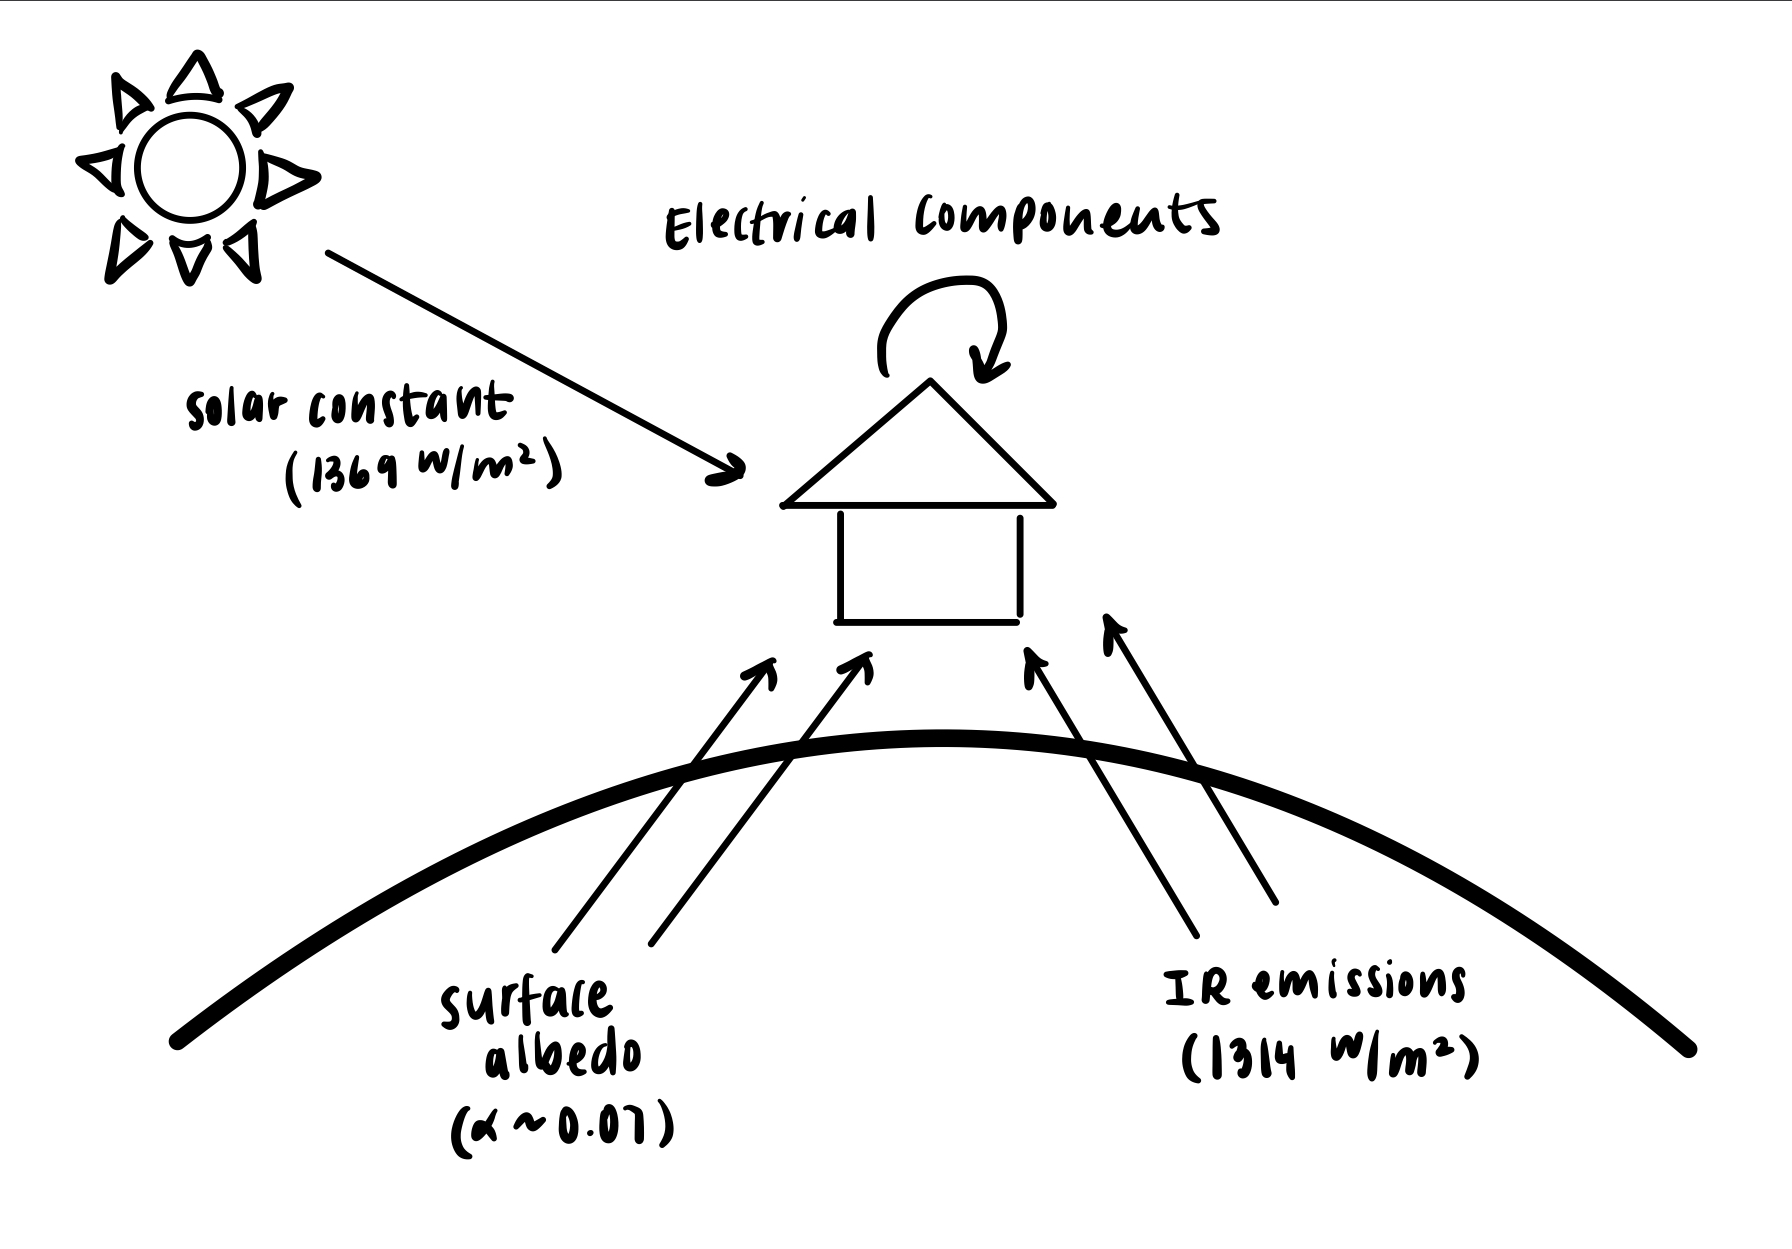 Electrical Components
solar constant
(1369 W/m²)
surface
albedo
(α ~ 0.07)
IR emissions
(1314 W/m²)